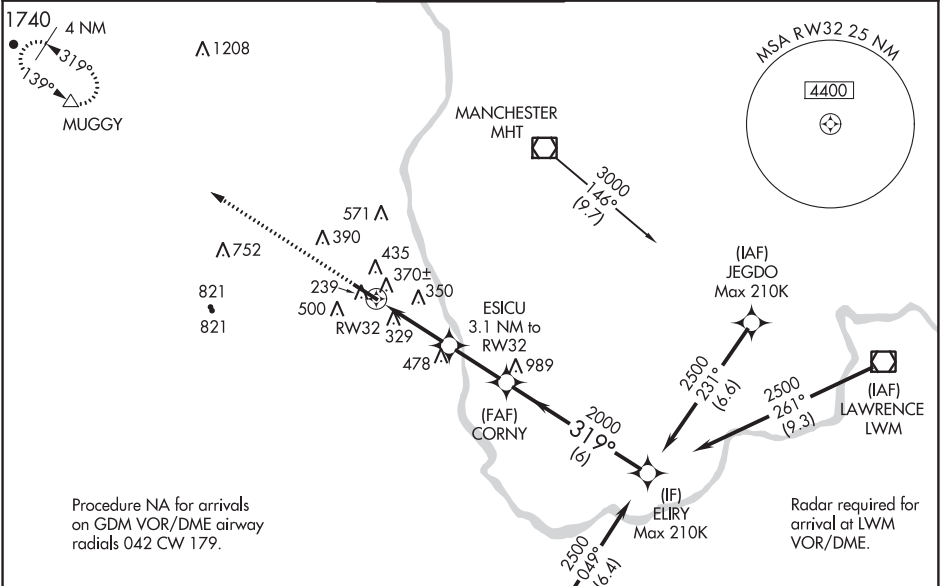 1740
4 NM
319°
139°
MUGGY
1208
MSA RW32 25 NM
4400
MANCHESTER
MHT
3000
146°
(9.7)
571
390
752
435
370±
239
350
821
821
500
RW32
329
478
ESICU
3.1 NM to
RW32
989
(FAF)
CORNY
(IAF)
JEGDO
Max 210K
2500
231°
(6.6)
2500
261°
(9.3)
(IAF)
LAWRENCE
LWM
2000
319°
(6)
(IF)
ELIRY
Max 210K
2500
049°
(6.4)
Procedure NA for arrivals
on GDM VOR/DME airway
radials 042 CW 179.
Radar required for
arrival at LWM
VOR/DME.